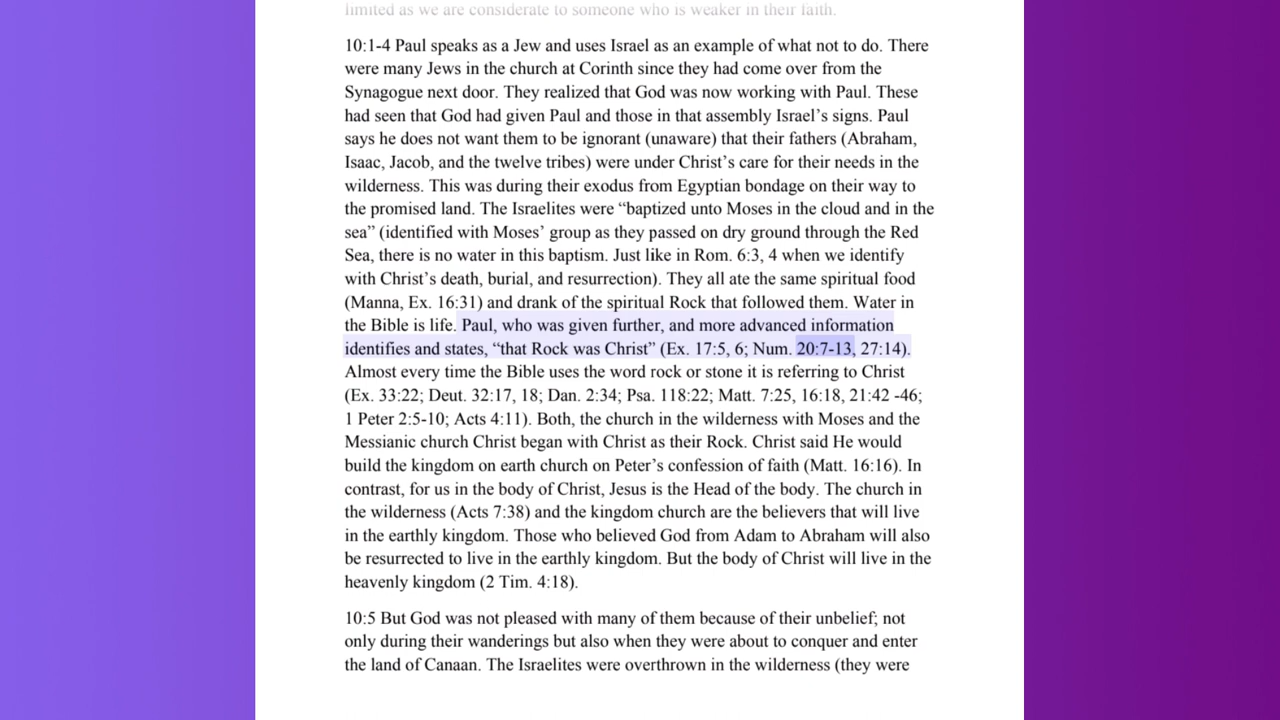 limited as we are considerate to someone who is weaker in their faith.
10:1-4 Paul speaks as a Jew and uses Israel as an example of what not to do. There
were many Jews in the church at Corinth since they had come over from the
Synagogue next door. They realized that God was now working with Paul. These
had seen that God had given Paul and those in that assembly Israel’s signs. Paul
says he does not want them to be ignorant (unaware) that their fathers (Abraham,
Isaac, Jacob, and the twelve tribes) were under Christ’s care for their needs in the
wilderness. This was during their exodus from Egyptian bondage on their way to
the promised land. The Israelites were “baptized unto Moses in the cloud and in the
sea” (identified with Moses’ group as they passed on dry ground through the Red
Sea, there is no water in this baptism. Just like in Rom. 6:3, 4 when we identify
with Christ’s death, burial, and resurrection). They all ate the same spiritual food
(Manna, Ex. 16:31) and drank of the spiritual Rock that followed them. Water in
the Bible is life. Paul, who was given further, and more advanced information
identifies and states, “that Rock was Christ” (Ex. 17:5, 6; Num. 20:7-13, 27:14).
Almost every time the Bible uses the word rock or stone it is referring to Christ
(Ex. 33:22; Deut. 32:17, 18; Dan. 2:34; Psa. 118:22; Matt. 7:25, 16:18, 21:42 -46;
1 Peter 2:5-10; Acts 4:11). Both, the church in the wilderness with Moses and the
Messianic church Christ began with Christ as their Rock. Christ said He would
build the kingdom on earth church on Peter’s confession of faith (Matt. 16:16). In
contrast, for us in the body of Christ, Jesus is the Head of the body. The church in
the wilderness (Acts 7:38) and the kingdom church are the believers that will live
in the earthly kingdom. Those who believed God from Adam to Abraham will also
be resurrected to live in the earthly kingdom. But the body of Christ will live in the
heavenly kingdom (2 Tim. 4:18).
10:5 But God was not pleased with many of them because of their unbelief; not
only during their wanderings but also when they were about to conquer and enter
the land of Canaan. The Israelites were overthrown in the wilderness (they were